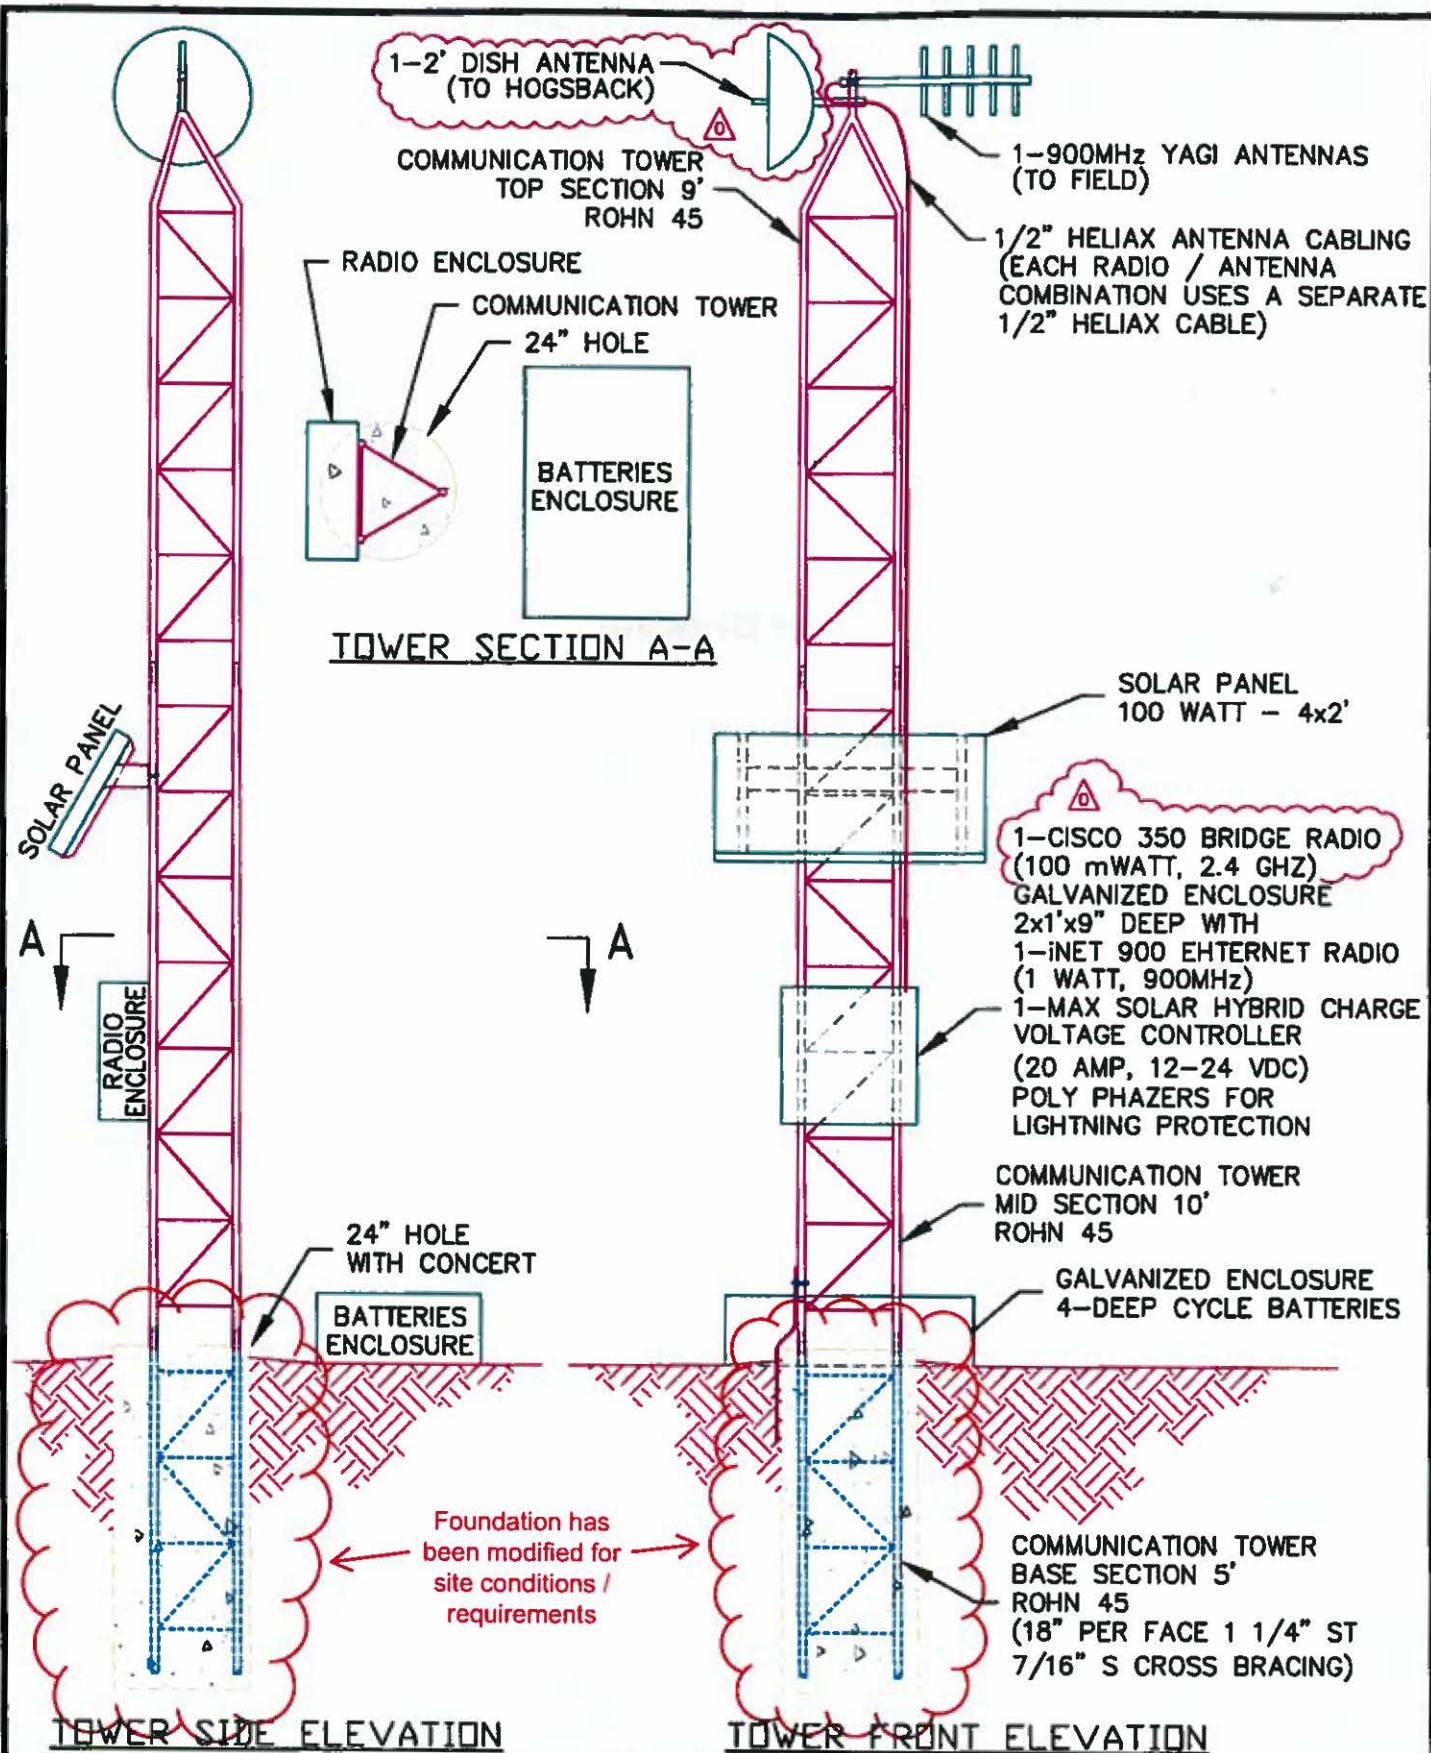 1-2' DISH ANTENNA
(TO HOGSBACK)
0
COMMUNICATION TOWER
TOP SECTION 9'
ROHN 45
1-900MHz YAGI ANTENNAS
(TO FIELD)
1/2" HELIAX ANTENNA CABLING
(EACH RADIO / ANTENNA
COMBINATION USES A SEPARATE
1/2" HELIAX CABLE)
RADIO ENCLOSURE
COMMUNICATION TOWER
24" HOLE
BATTERIES
ENCLOSURE
TOWER SECTION A-A
SOLAR PANEL
SOLAR PANEL
100 WATT - 4x2'
0
1-CISCO 350 BRIDGE RADIO
(100 mWATT, 2.4 GHZ)
GALVANIZED ENCLOSURE
2x1'x9" DEEP WITH
1-iNET 900 EHTERNET RADIO
(1 WATT, 900MHz)
1-MAX SOLAR HYBRID CHARGE
VOLTAGE CONTROLLER
(20 AMP, 12-24 VDC)
POLY PHAZERS FOR
LIGHTNING PROTECTION
A
A
RADIO
ENCLOSURE
COMMUNICATION TOWER
MID SECTION 10'
ROHN 45
24" HOLE
WITH CONCERT
BATTERIES
ENCLOSURE
GALVANIZED ENCLOSURE
4-DEEP CYCLE BATTERIES
Foundation has
been modified for
site conditions /
requirements
COMMUNICATION TOWER
BASE SECTION 5'
ROHN 45
(18" PER FACE 1 1/4" ST
7/16" S CROSS BRACING)
TOWER SIDE ELEVATION
TOWER FRONT ELEVATION